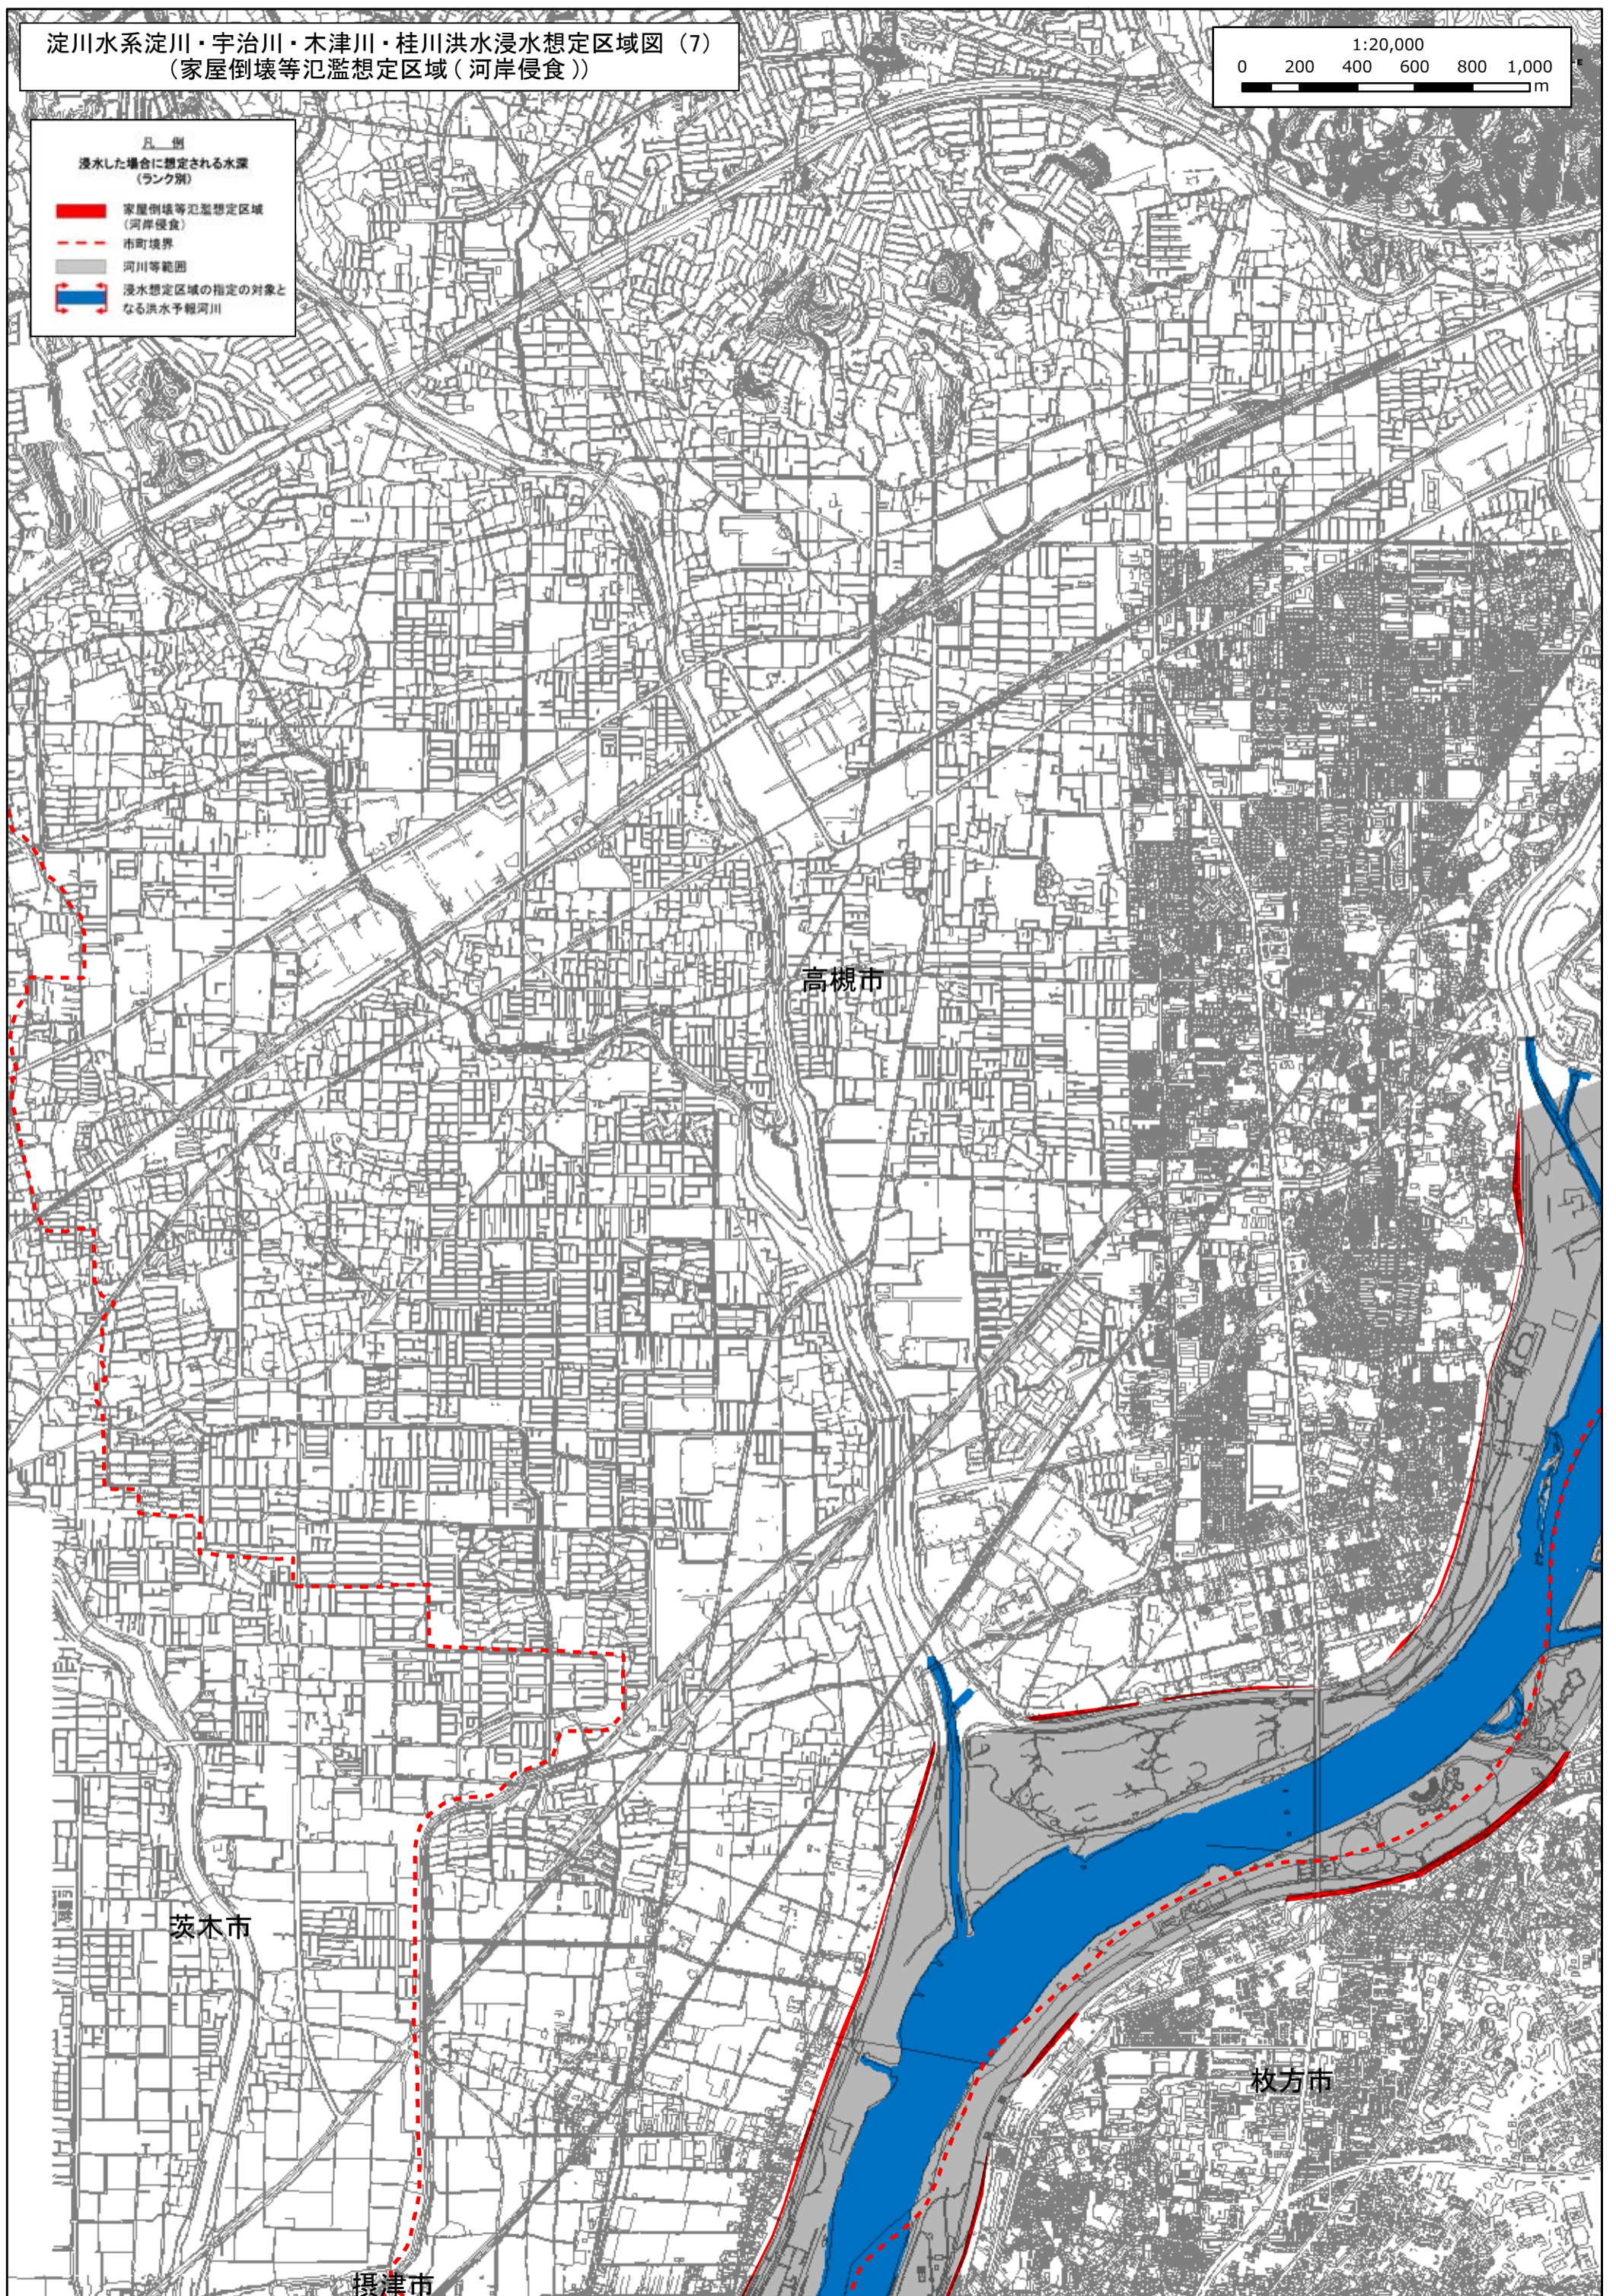 淀川水系淀川・宇治川・木津川・桂川洪水浸水想定区域図（7）
（家屋倒壊等氾濫想定区域（河岸侵食））
1:20,000
0 200 400 600 800 1,000
m
凡 例
浸水した場合に想定される水深
(ランク別)
家屋倒壊等氾濫想定区域
(河岸侵食)
市町境界
河川等範囲
浸水想定区域の指定の対象と
なる洪水予報河川
高槻市
茨木市
枚方市
摂津市